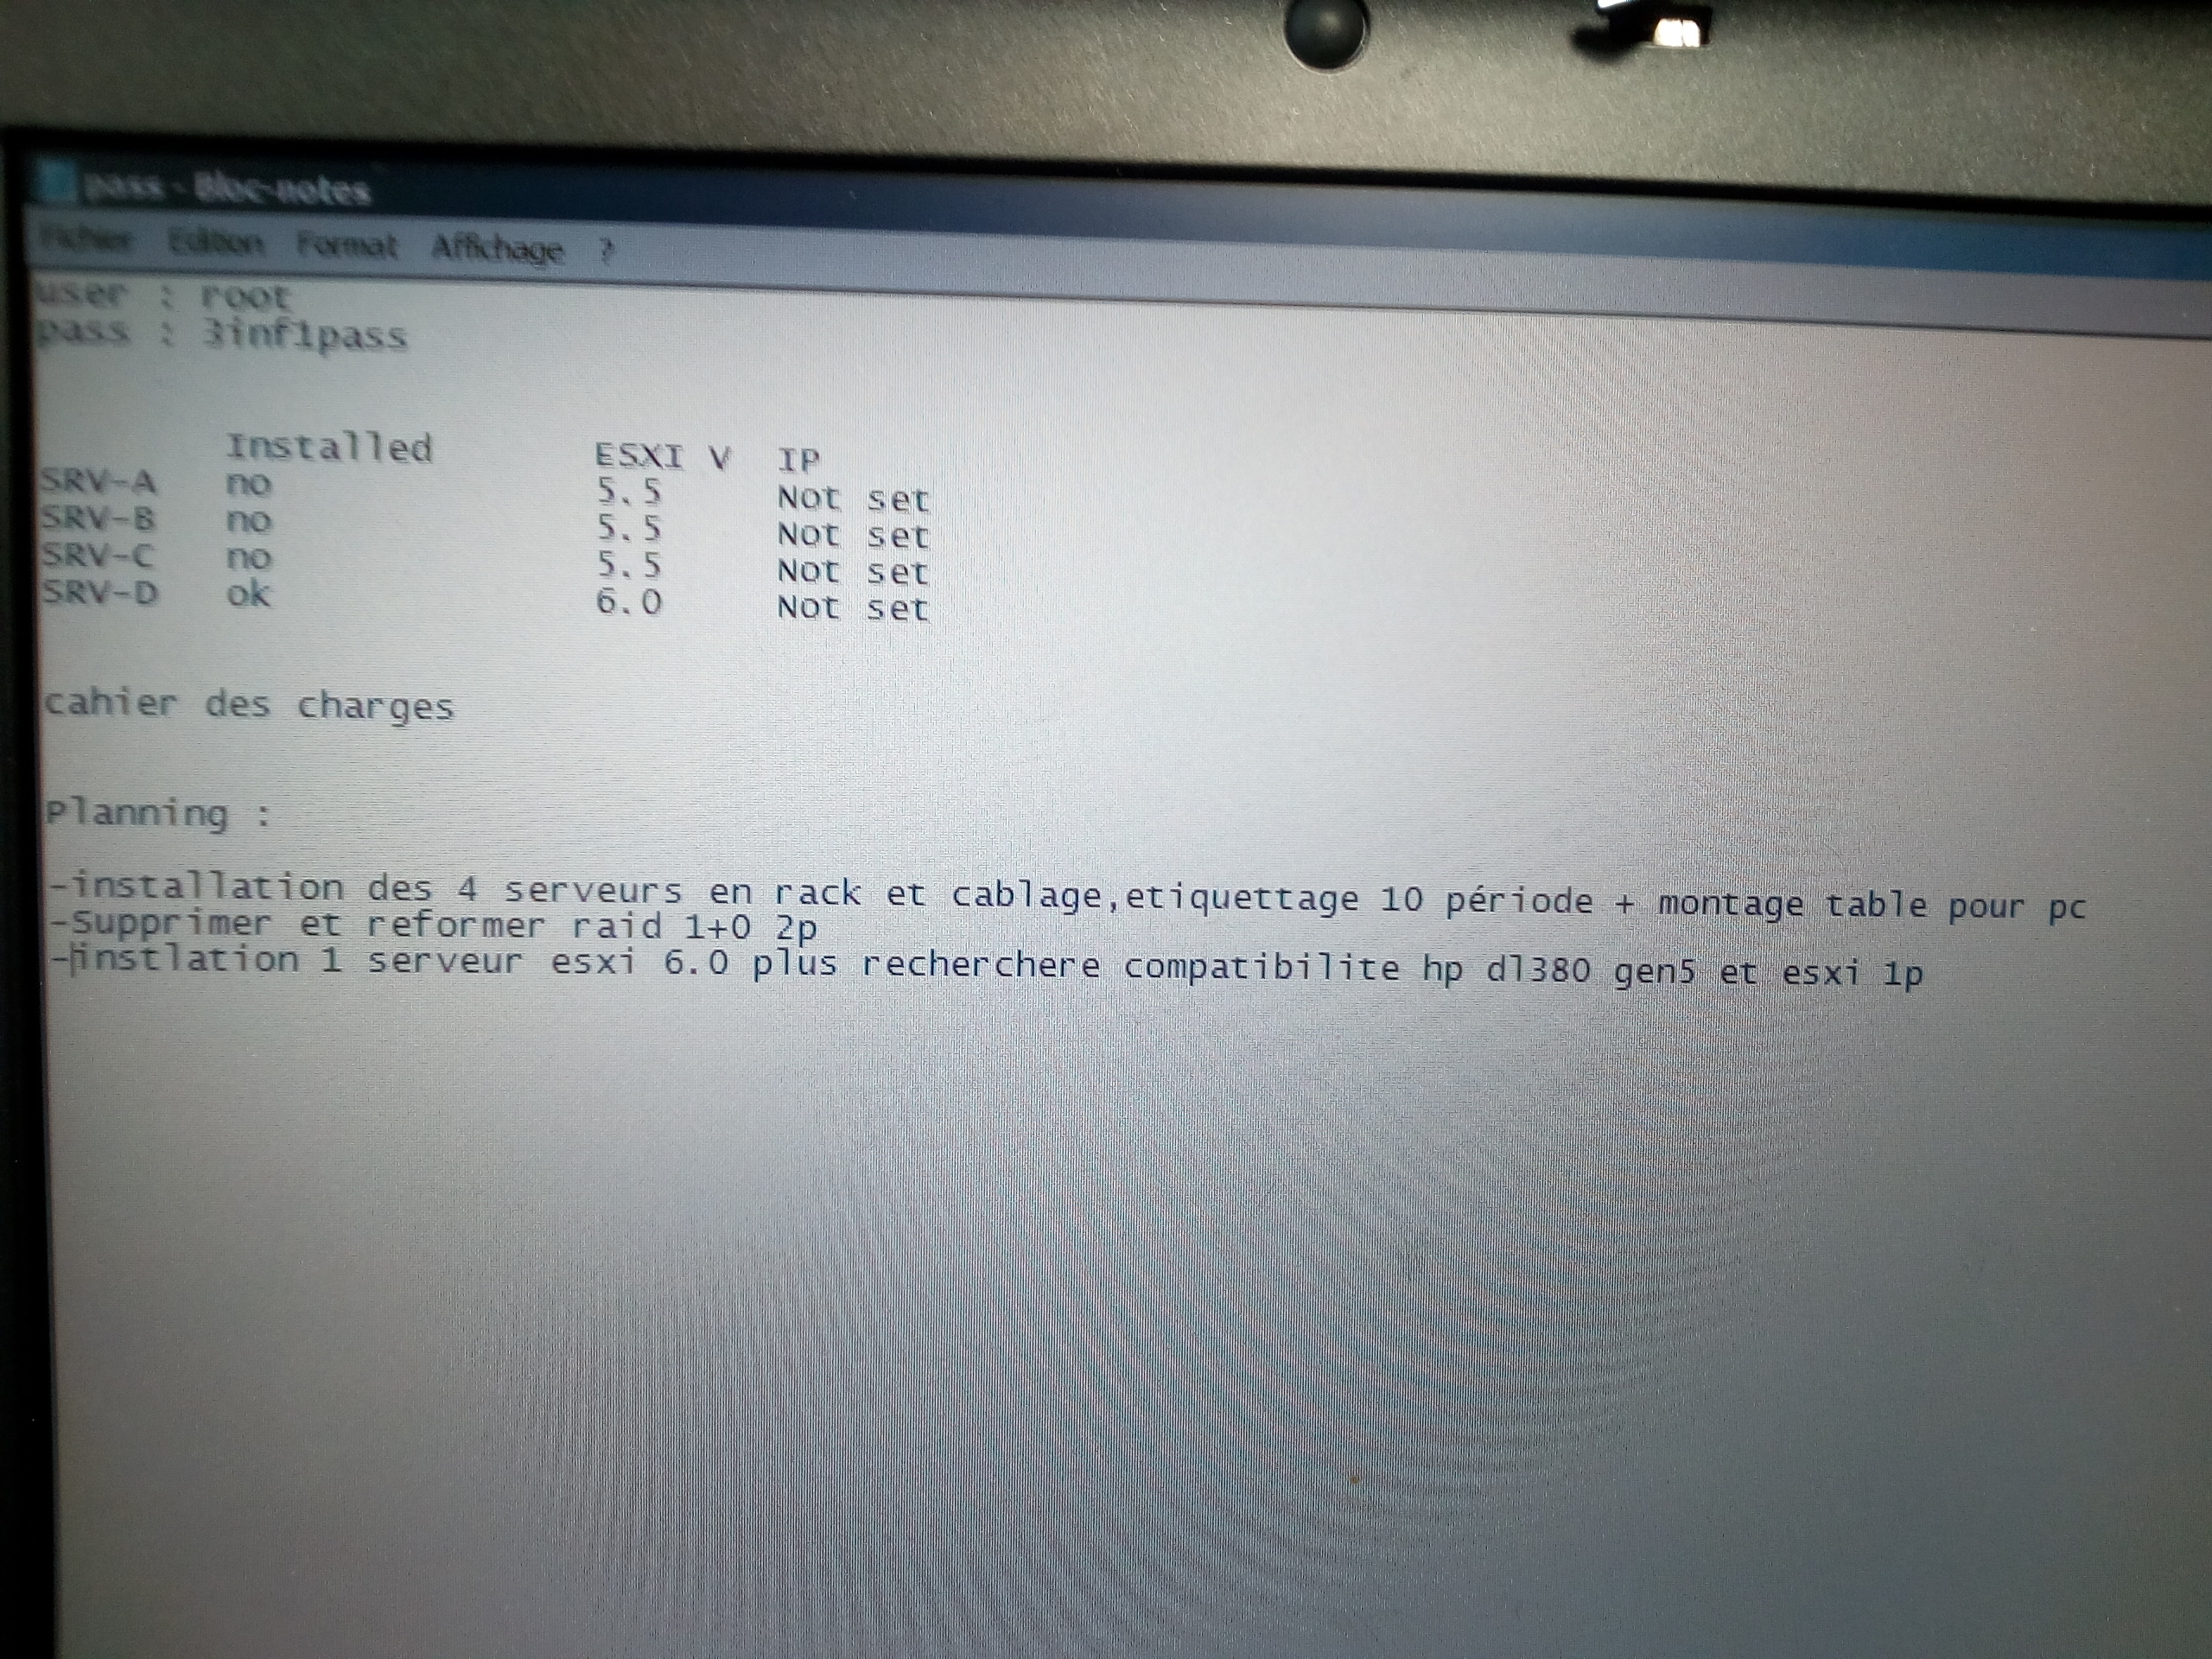 pass - Bloc-notes
Fichier Edition Format Affichage ?
user : root
pass : 3inf1pass
Installed ESXI V IP
SRV-A no 5.5 Not set
SRV-B no 5.5 Not set
SRV-C no 5.5 Not set
SRV-D ok 6.0 Not set
cahier des charges
Planning :
-installation des 4 serveurs en rack et cablage,etiquettage 10 période + montage table pour pc
-Supprimer et reformer raid 1+0 2p
-instlation 1 serveur esxi 6.0 plus recherchere compatibilite hp dl380 gen5 et esxi 1p